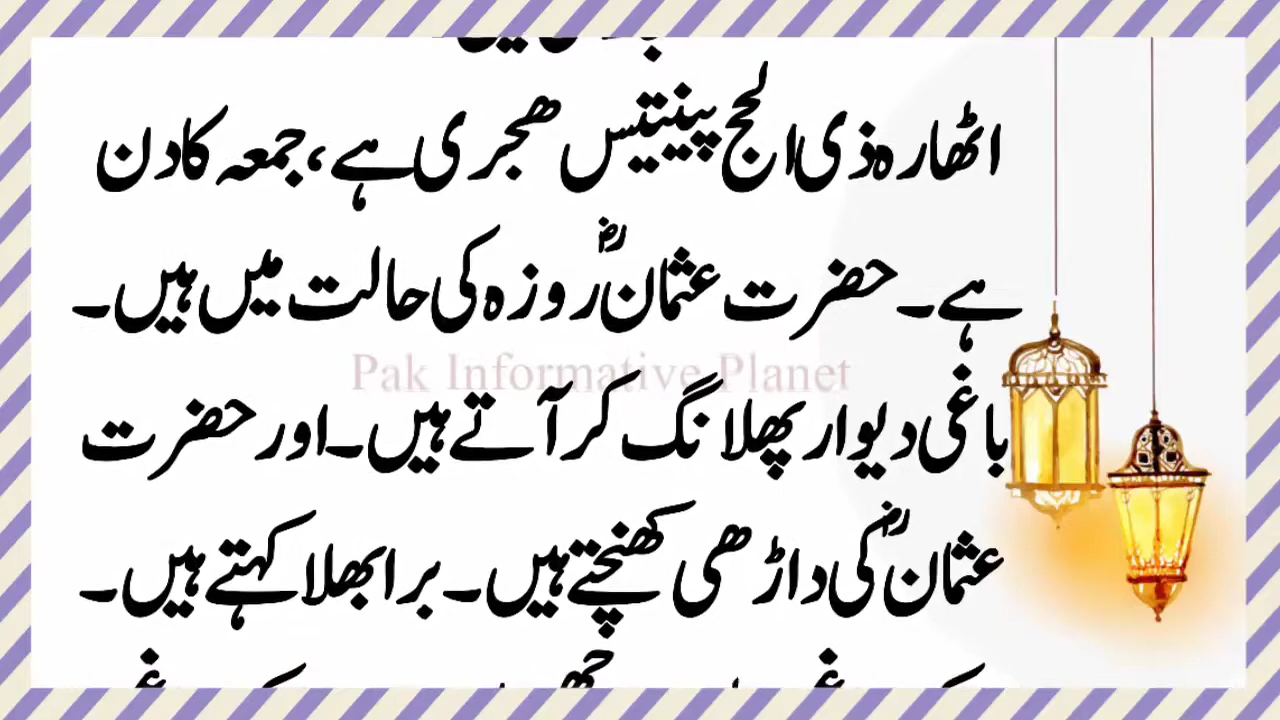 اٹھارہ ذی الحج پینتیس ھجری ہے، جمعہ کا دن
ہے۔ حضرت عثمانؓ روزہ کی حالت میں ہیں۔
Pak Informative Planet
باغی دیوار پھلانگ کر آتے ہیں۔ اور حضرت
عثمانؓ کی داڑھی کھنچتے ہیں۔ برا بھلا کہتے ہیں۔